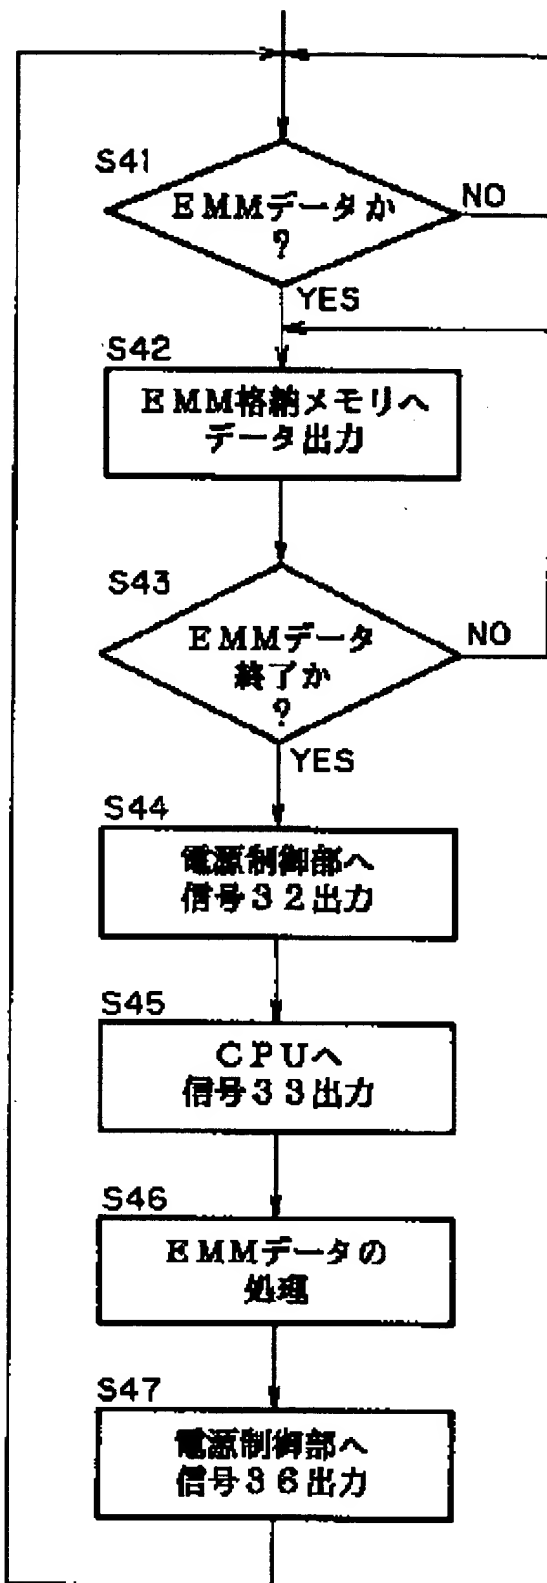 S41
EMMデータか
?
NO
YES
S42
EMM格納メモリへ
データ出力
S43
EMMデータ
終了か
?
NO
YES
S44
電源制御部へ
信号32出力
S45
CPUへ
信号33出力
S46
EMMデータの
処理
S47
電源制御部へ
信号36出力